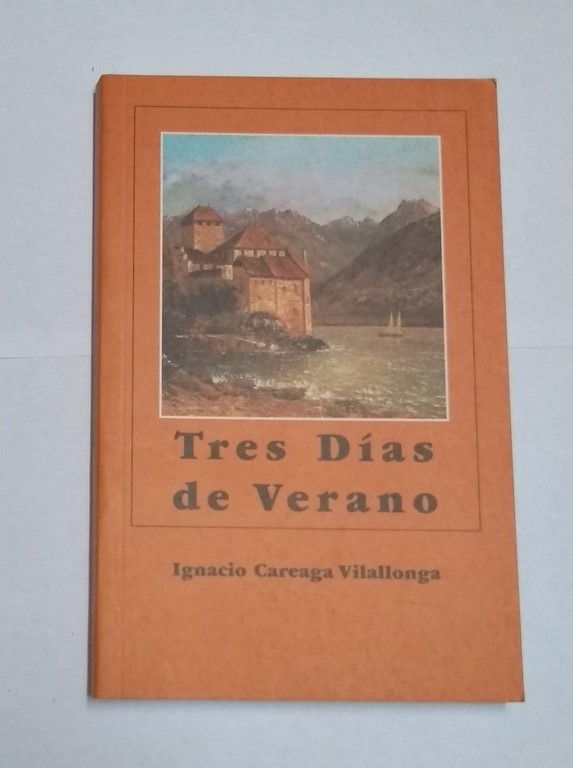 Tres Días
de Verano
Ignacio Careaga Vilallonga